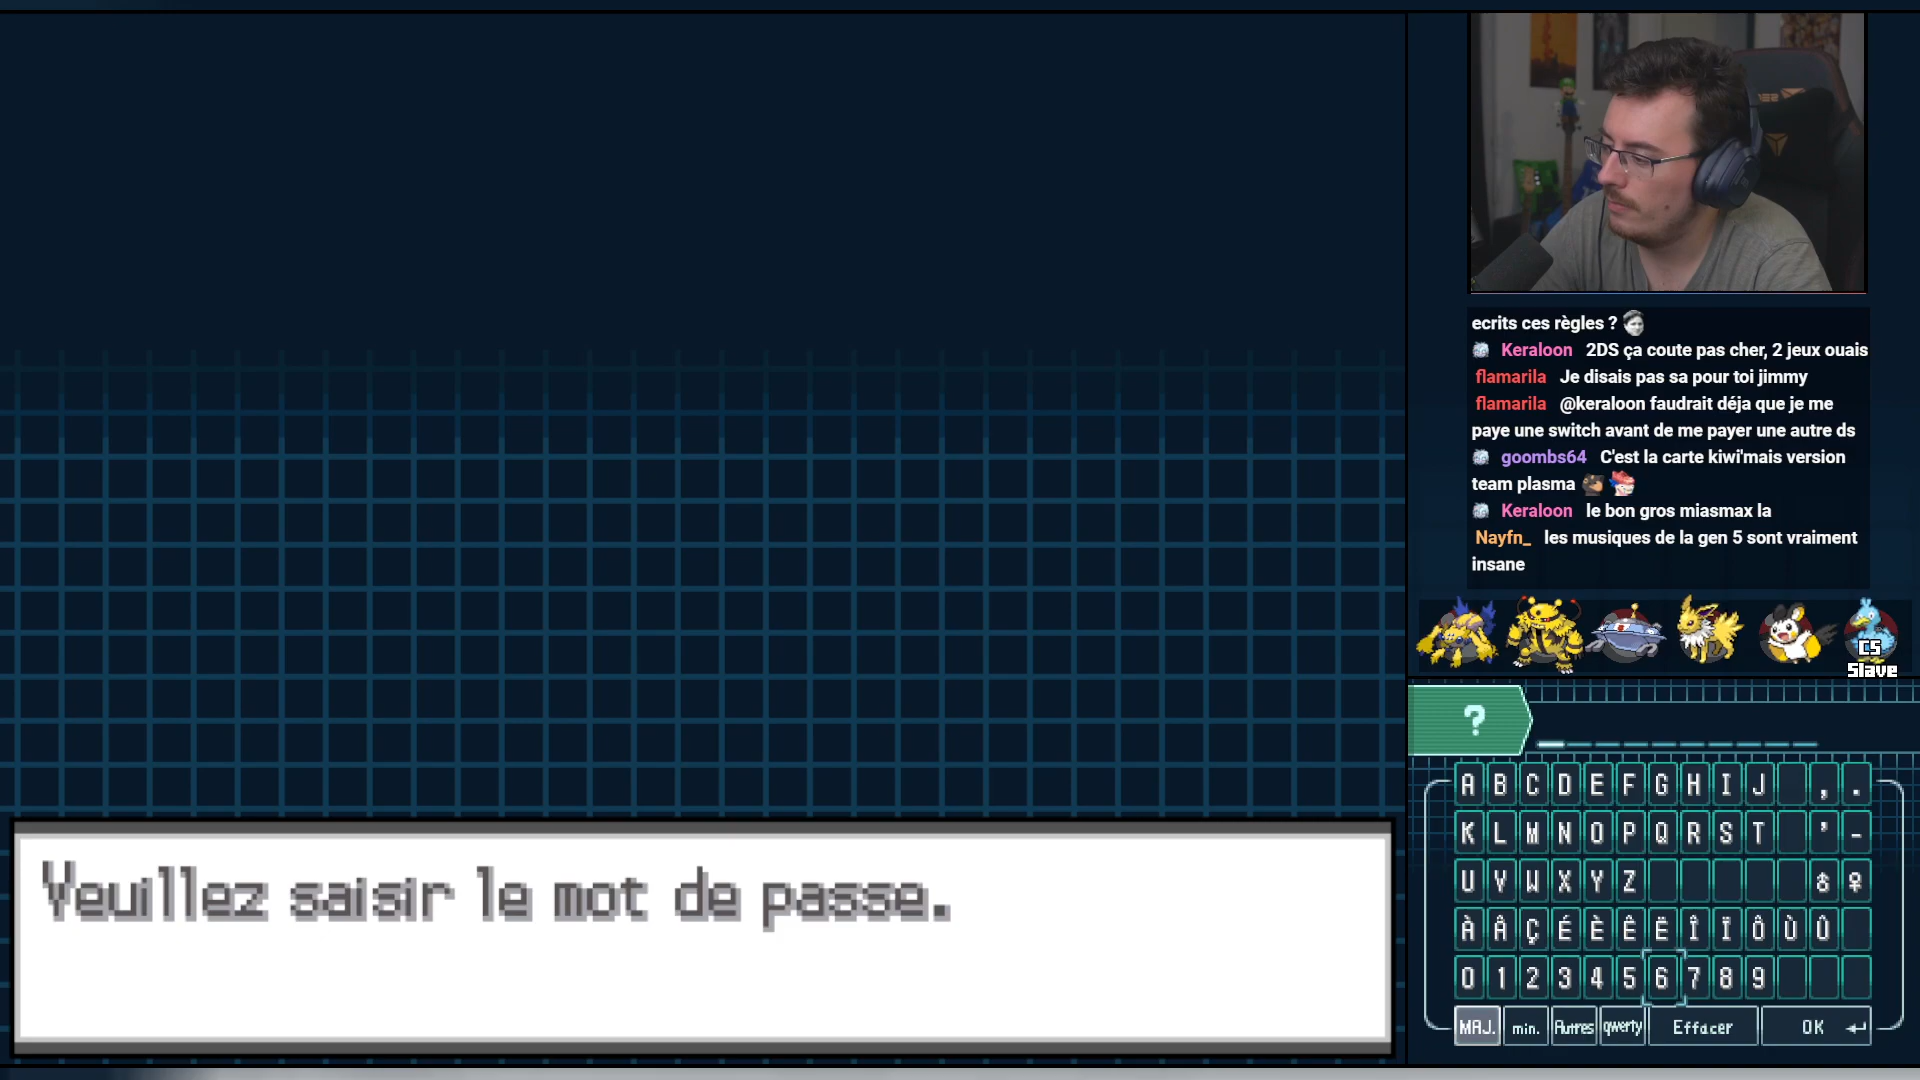 ecrits ces règles ?
Keraloon 2DS ça coute pas cher, 2 jeux ouais
flamarila Je disais pas sa pour toi jimmy
flamarila @keraloon faudrait déja que je me
paye une switch avant de me payer une autre ds
goombs64 C'est la carte kiwi'mais version
team plasma
Keraloon le bon gros miasmax la
Nayfn_ les musiques de la gen 5 sont vraiment
insane
CS
Slave
?
A B C D E F G H I J , .
K L M N O P Q R S T ' -
U V W X Y Z ♂ ♀
À Â Ç É È Ê Ë Î Ï Ô Ù Û
0 1 2 3 4 5 6 7 8 9
MAJ. min. Autres qwerty Effacer OK ↵
Veuillez saisir le mot de passe.